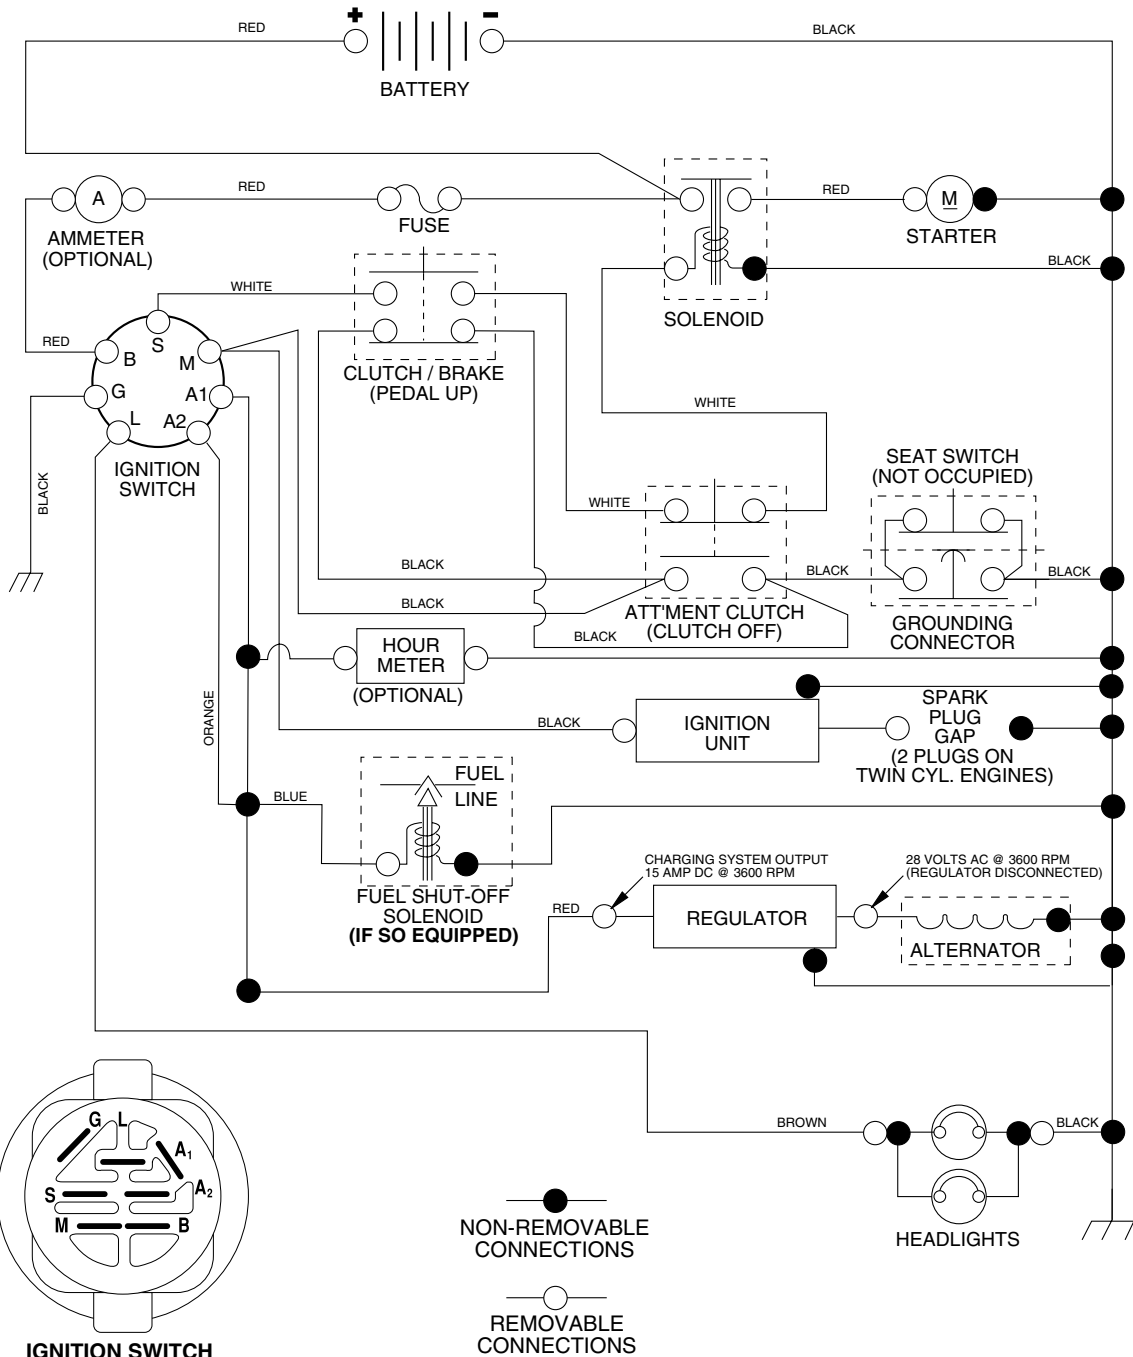 + -
RED
BLACK
BATTERY
A
RED
FUSE
RED
M
AMMETER
(OPTIONAL)
STARTER
BLACK
WHITE
SOLENOID
RED
S
B
M
G
A1
L
A2
CLUTCH / BRAKE
(PEDAL UP)
WHITE
IGNITION
SWITCH
BLACK
SEAT SWITCH
(NOT OCCUPIED)
WHITE
BLACK
BLACK
BLACK
BLACK
ATT'MENT CLUTCH
(CLUTCH OFF)
GROUNDING
CONNECTOR
BLACK
HOUR
METER
(OPTIONAL)
ORANGE
BLACK
IGNITION
UNIT
SPARK
PLUG
GAP
(2 PLUGS ON
TWIN CYL. ENGINES)
FUEL
LINE
BLUE
FUEL SHUT-OFF
SOLENOID
(IF SO EQUIPPED)
CHARGING SYSTEM OUTPUT
15 AMP DC @ 3600 RPM
28 VOLTS AC @ 3600 RPM
(REGULATOR DISCONNECTED)
RED
REGULATOR
ALTERNATOR
BROWN
BLACK
HEADLIGHTS
G L
A1
S
A2
M
B
IGNITION SWITCH
NON-REMOVABLE
CONNECTIONS
REMOVABLE
CONNECTIONS